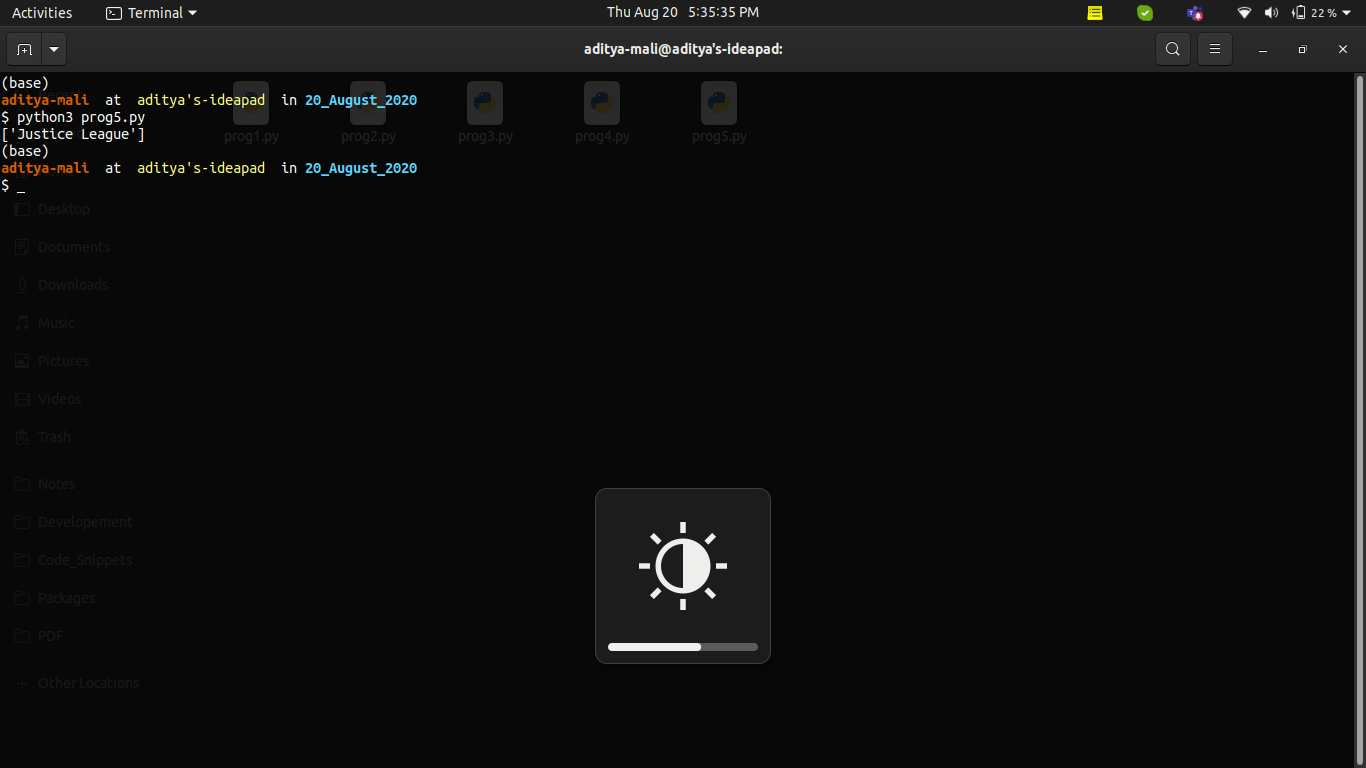 Activities Terminal Thu Aug 20 5:35:35 PM 22 %
aditya-mali@aditya's-ideapad:
(base)
aditya-mali at aditya's-ideapad in 20_August_2020
$ python3 prog5.py
['Justice League']
(base)
aditya-mali at aditya's-ideapad in 20_August_2020
$ _
prog1.py prog2.py prog3.py prog4.py prog5.py
Desktop
Documents
Downloads
Music
Pictures
Videos
Trash
Notes
Developement
Code_Snippets
Packages
PDF
Other Locations